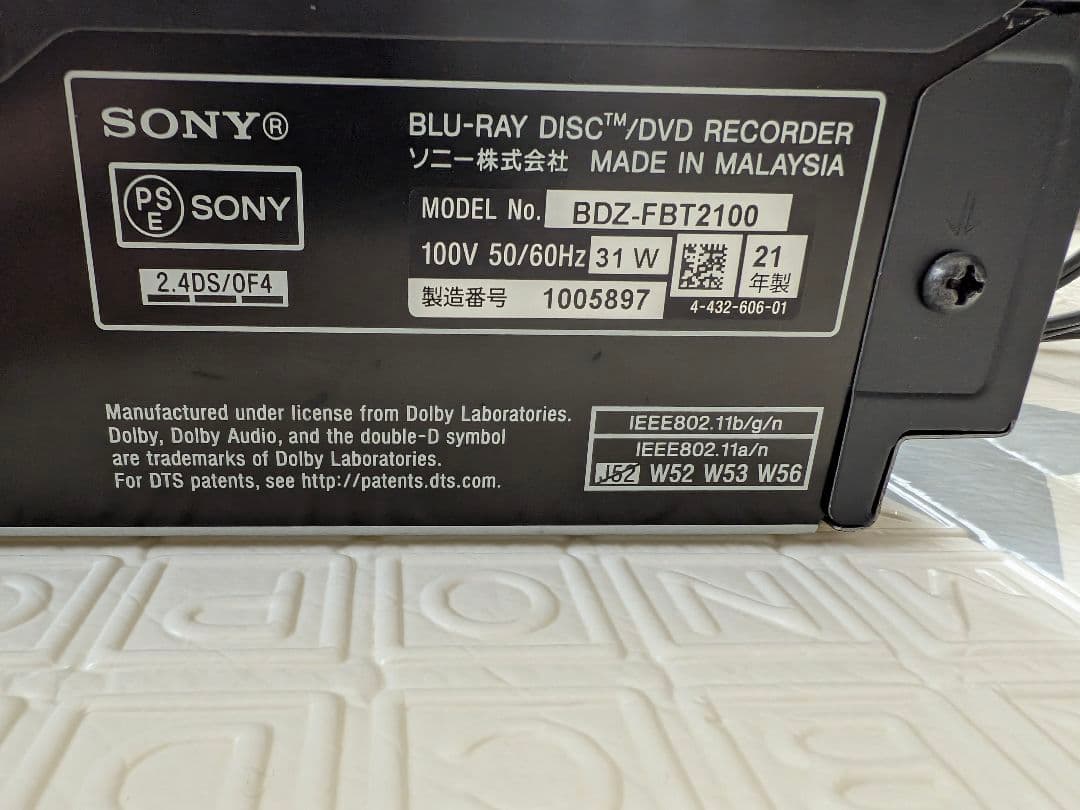 SONY®
PS
E
SONY
2.4DS/OF4
BLU-RAY DISC™/DVD RECORDER
ソニー株式会社 MADE IN MALAYSIA
MODEL No. BDZ-FBT2100
100V 50/60Hz 31 W
21
年製
製造番号 1005897
4-432-606-01
Manufactured under license from Dolby Laboratories.
Dolby, Dolby Audio, and the double-D symbol
are trademarks of Dolby Laboratories.
For DTS patents, see http://patents.dts.com.
IEEE802.11b/g/n
IEEE802.11a/n
J52 W52 W53 W56
P
O
N